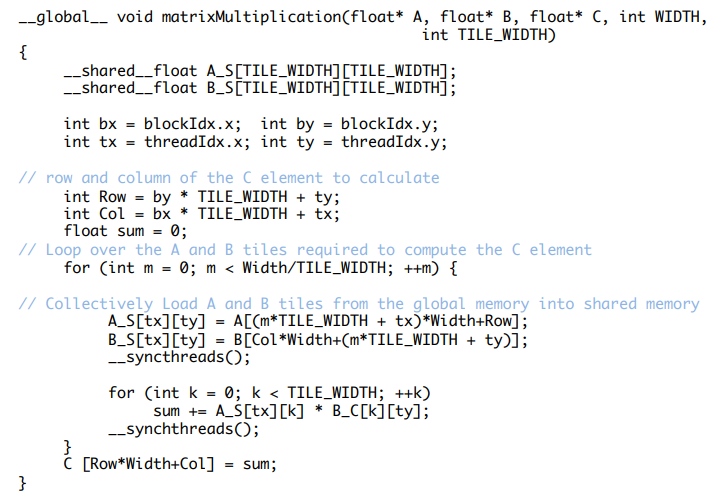 __global__ void matrixMultiplication(float* A, float* B, float* C, int WIDTH,
int TILE_WIDTH)
{
__shared__float A_S[TILE_WIDTH][TILE_WIDTH];
__shared__float B_S[TILE_WIDTH][TILE_WIDTH];
int bx = blockIdx.x; int by = blockIdx.y;
int tx = threadIdx.x; int ty = threadIdx.y;
// row and column of the C element to calculate
int Row = by * TILE_WIDTH + ty;
int Col = bx * TILE_WIDTH + tx;
float sum = 0;
// Loop over the A and B tiles required to compute the C element
for (int m = 0; m < Width/TILE_WIDTH; ++m) {
// Collectively Load A and B tiles from the global memory into shared memory
A_S[tx][ty] = A[(m*TILE_WIDTH + tx)*Width+Row];
B_S[tx][ty] = B[Col*Width+(m*TILE_WIDTH + ty)];
__syncthreads();
for (int k = 0; k < TILE_WIDTH; ++k)
sum += A_S[tx][k] * B_C[k][ty];
__synchthreads();
}
C [Row*Width+Col] = sum;
}